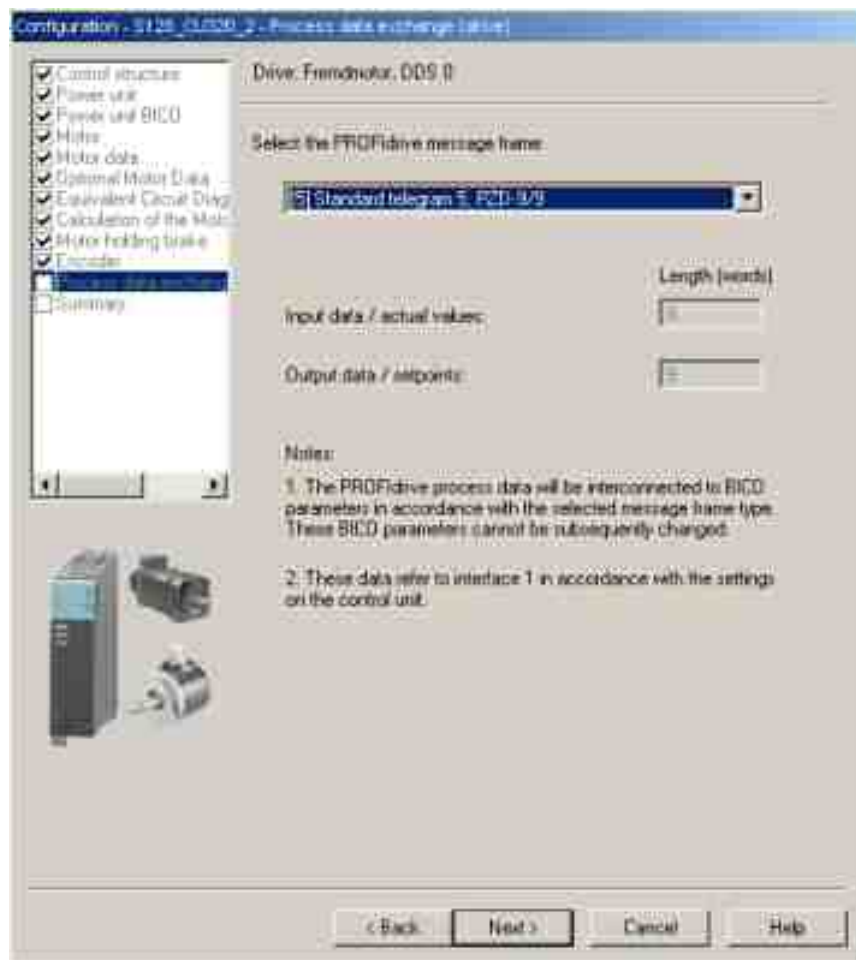 Configuration - S120_CU320_2 - Process data exchange (drive)
Control structure
Power unit
Power unit BICO
Motor
Motor data
Optional Motor Data
Equivalent Circuit Diag
Calculation of the Mot
Motor holding brake
Encoder
Process data exchan
Summary
Drive: Fremdmotor, DDS 0
Select the PROFIdrive message frame:
[5] Standard telegram 5, PZD-9/9
Length (words)
Input data / actual values:
Output data / setpoints:
Notes:
1. The PROFIdrive process data will be interconnected to BICO
parameters in accordance with the selected message frame type.
These BICO parameters cannot be subsequently changed.
2. These data refer to interface 1 in accordance with the settings
on the control unit.
< Back
Next >
Cancel
Help